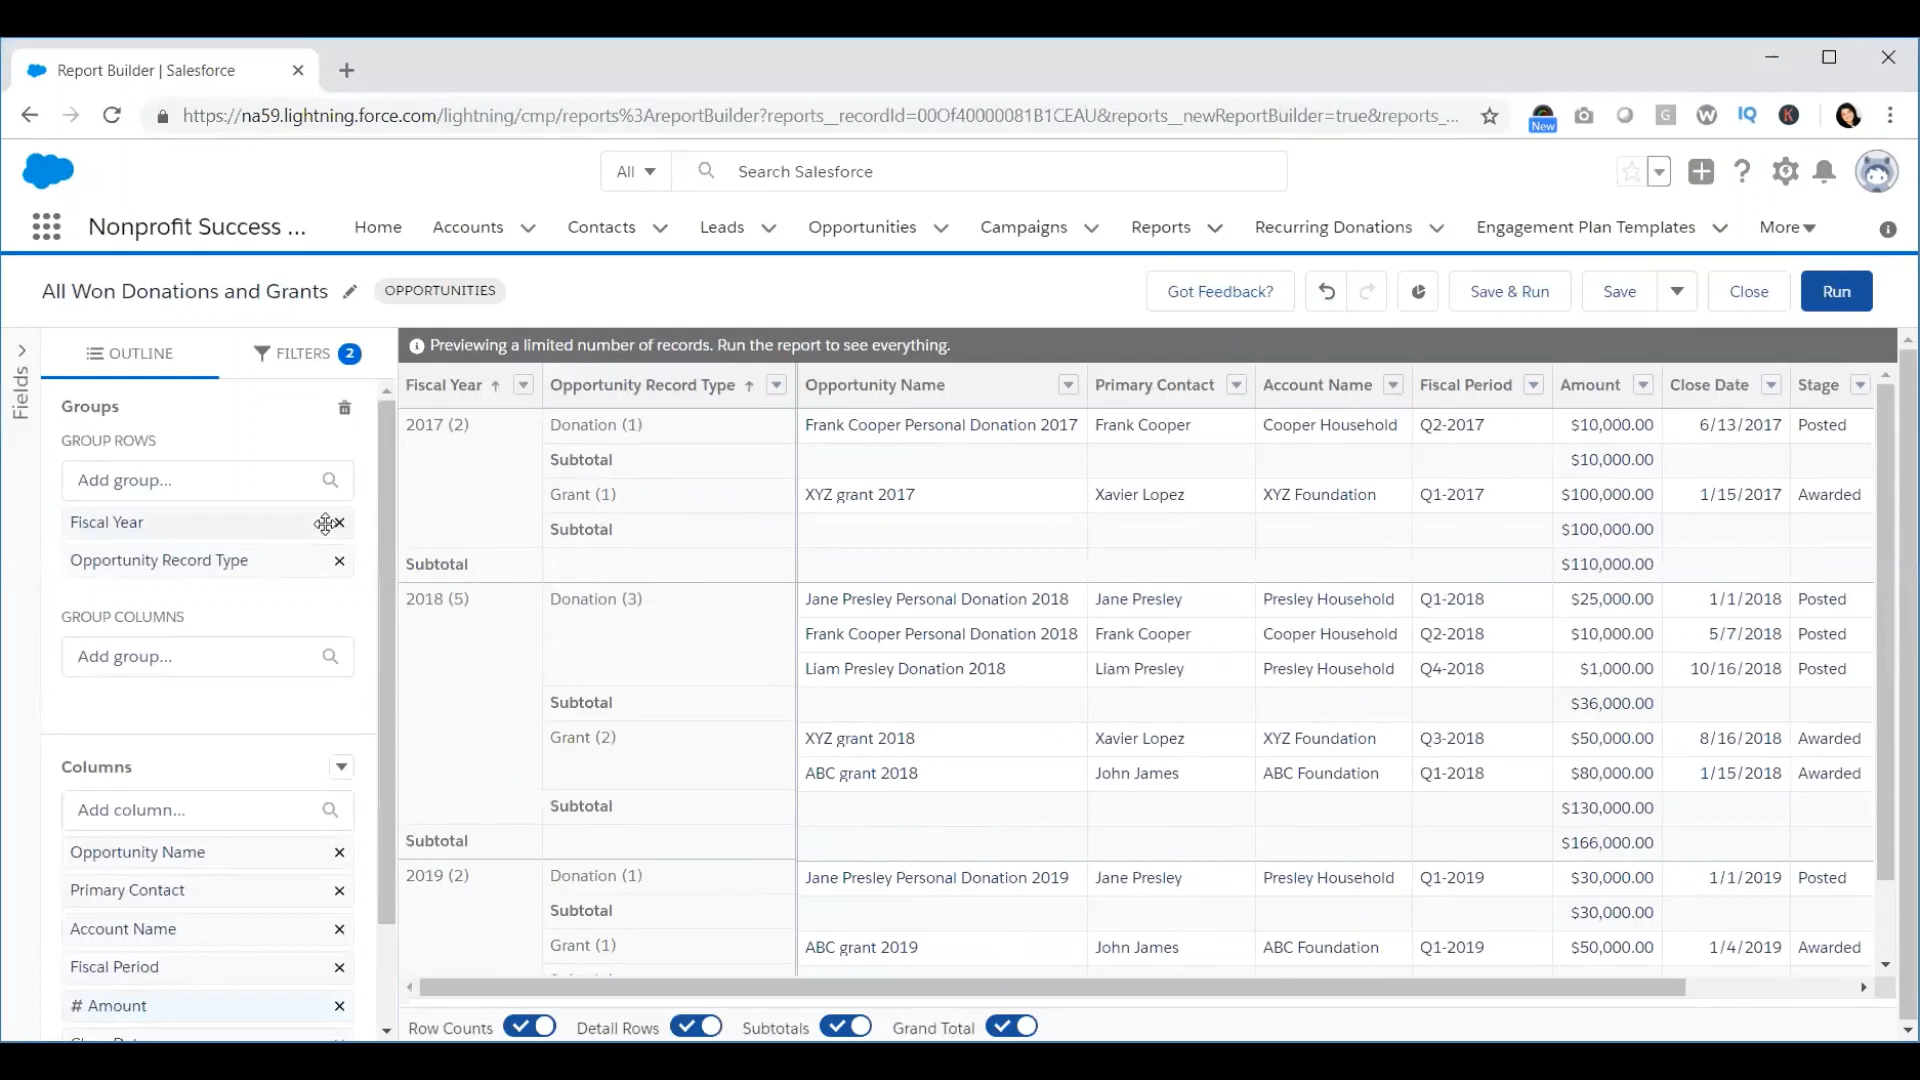 Report Builder | Salesforce
https://na59.lightning.force.com/lightning/cmp/reports%3AreportBuilder?reports__recordId=00Of40000081B1CEAU&reports__newReportBuilder=true&reports_...
New
G
W
IQ
K
All
Search Salesforce
Nonprofit Success ...
Home
Accounts
Contacts
Leads
Opportunities
Campaigns
Reports
Recurring Donations
Engagement Plan Templates
More
All Won Donations and Grants
OPPORTUNITIES
Got Feedback?
Save & Run
Save
Close
Run
Fields
OUTLINE
FILTERS 2
Groups
GROUP ROWS
Add group...
Fiscal Year
Opportunity Record Type
GROUP COLUMNS
Add group...
Columns
Add column...
Opportunity Name
Primary Contact
Account Name
Fiscal Period
# Amount
Previewing a limited number of records. Run the report to see everything.
Fiscal Year Opportunity Record Type Opportunity Name Primary Contact Account Name Fiscal Period Amount Close Date Stage
2017 (2) Donation (1) Frank Cooper Personal Donation 2017 Frank Cooper Cooper Household Q2-2017 $10,000.00 6/13/2017 Posted
Subtotal $10,000.00
Grant (1) XYZ grant 2017 Xavier Lopez XYZ Foundation Q1-2017 $100,000.00 1/15/2017 Awarded
Subtotal $100,000.00
Subtotal $110,000.00
2018 (5) Donation (3) Jane Presley Personal Donation 2018 Jane Presley Presley Household Q1-2018 $25,000.00 1/1/2018 Posted
Frank Cooper Personal Donation 2018 Frank Cooper Cooper Household Q2-2018 $10,000.00 5/7/2018 Posted
Liam Presley Donation 2018 Liam Presley Presley Household Q4-2018 $1,000.00 10/16/2018 Posted
Subtotal $36,000.00
Grant (2) XYZ grant 2018 Xavier Lopez XYZ Foundation Q3-2018 $50,000.00 8/16/2018 Awarded
ABC grant 2018 John James ABC Foundation Q1-2018 $80,000.00 1/15/2018 Awarded
Subtotal $130,000.00
Subtotal $166,000.00
2019 (2) Donation (1) Jane Presley Personal Donation 2019 Jane Presley Presley Household Q1-2019 $30,000.00 1/1/2019 Posted
Subtotal $30,000.00
Grant (1) ABC grant 2019 John James ABC Foundation Q1-2019 $50,000.00 1/4/2019 Awarded
Row Counts Detail Rows Subtotals Grand Total